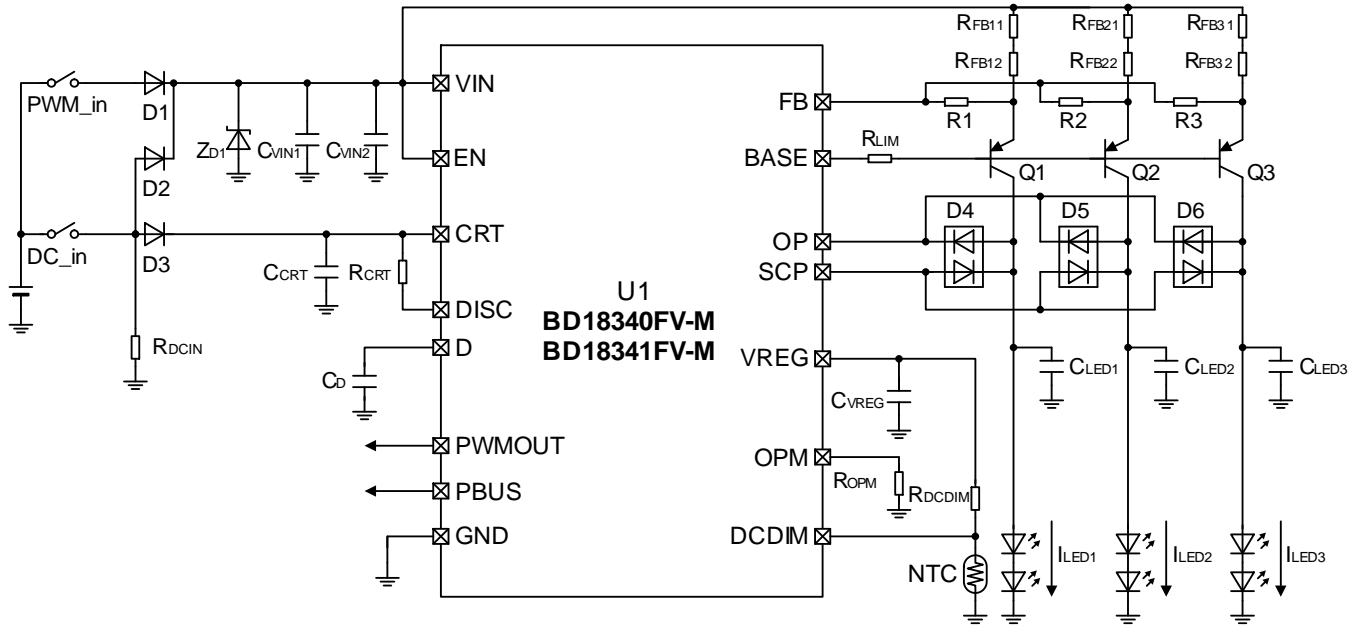 RFB11
RFB21
RFB31
RFB12
RFB22
RFB32
PWM_in
D1
VIN
FB
R1
R2
R3
ZD1
CVIN1
CVIN2
RLIM
D2
EN
BASE
Q1
Q2
Q3
DC_in
D3
CRT
D4
D5
D6
OP
CCRT
RCRT
SCP
U1
BD18340FV-M
BD18341FV-M
DISC
RDCIN
D
VREG
CD
CLED1
CLED2
CLED3
CVREG
PWMOUT
OPM
ROPM
RDCDIM
PBUS
GND
DCDIM
NTC
ILED1
ILED2
ILED3